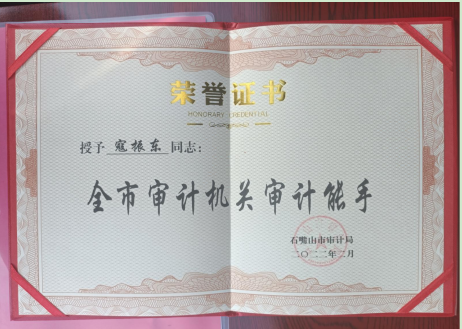 荣誉证书
HONORARY CREDENTIAL
授予 寇振东 同志：
全市审计机关审计能手
石嘴山市审计局
二〇二二年二月